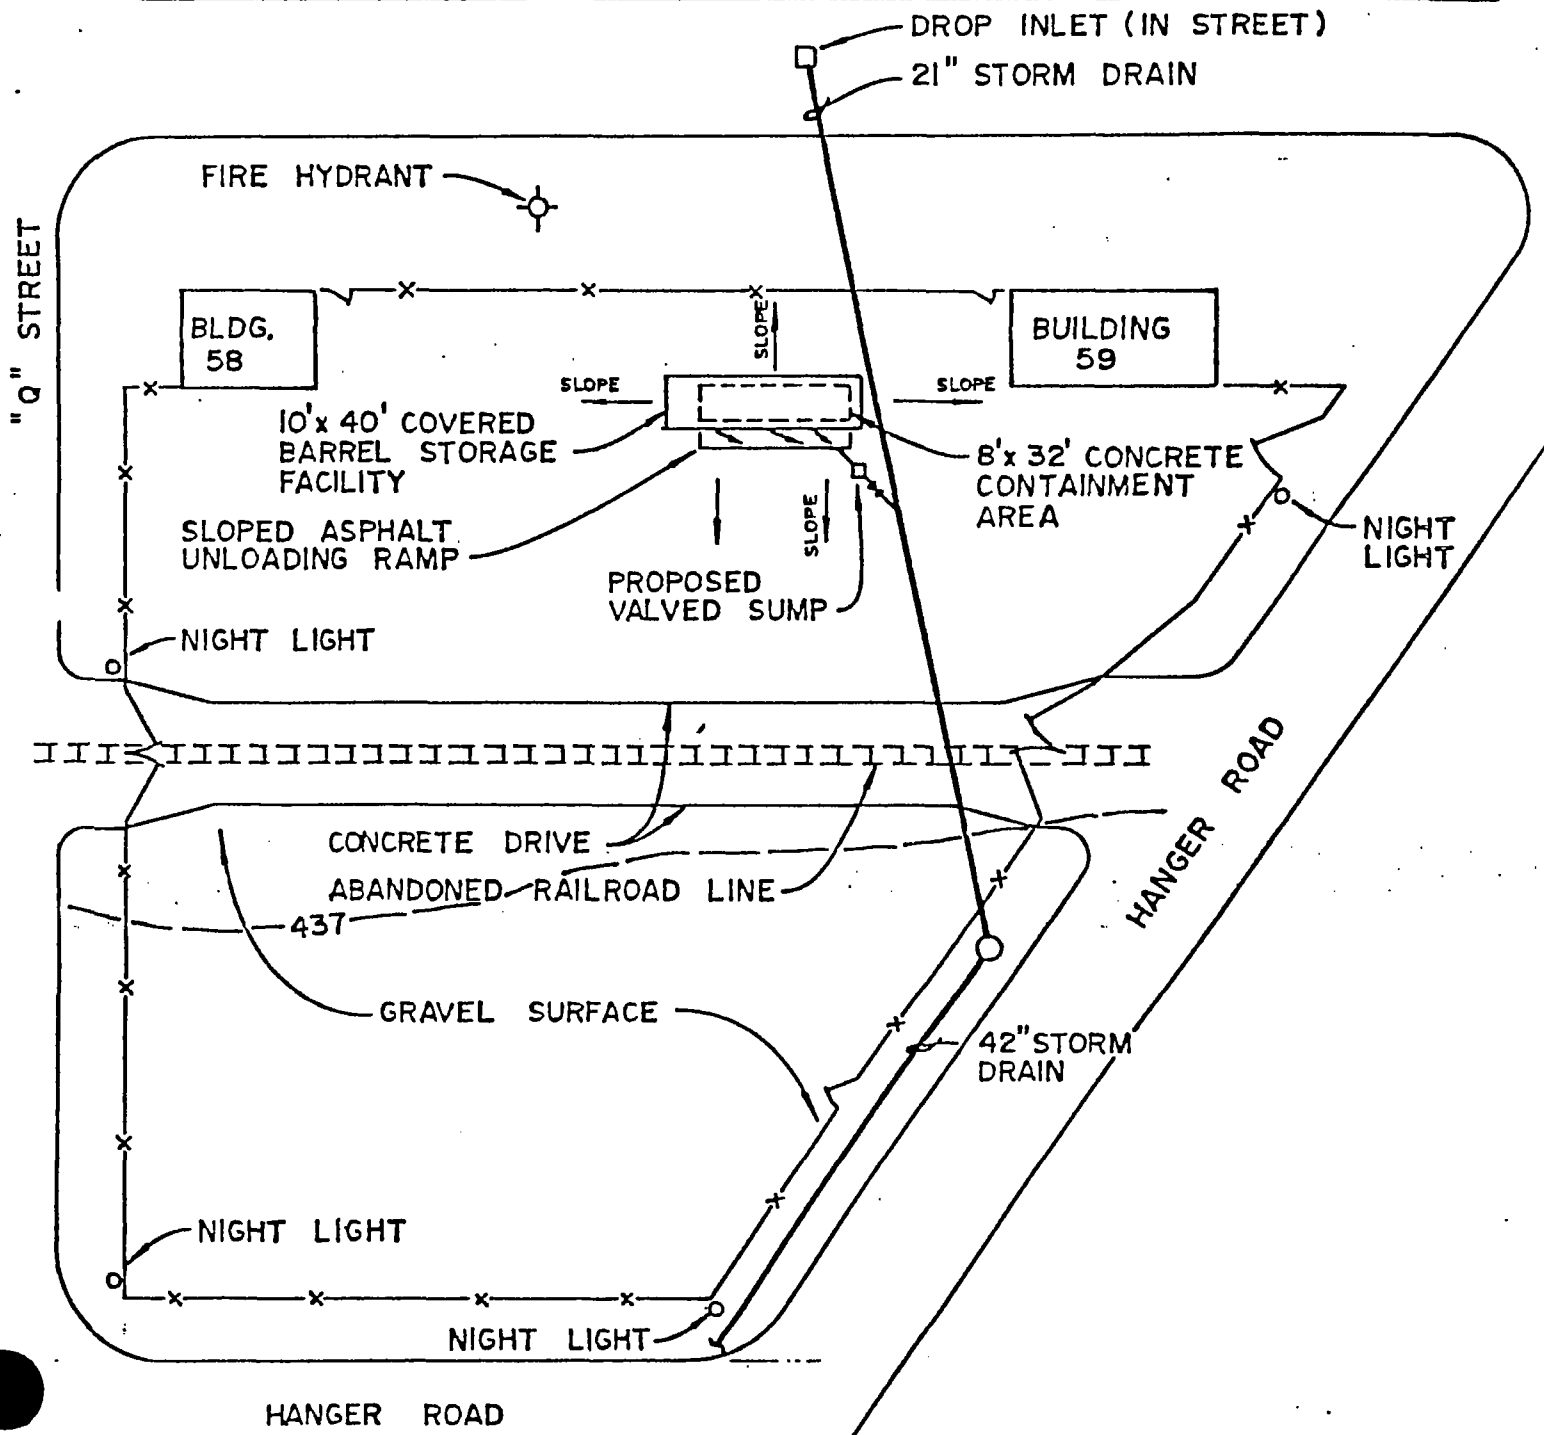 DROP INLET (IN STREET)
21" STORM DRAIN
FIRE HYDRANT
"Q" STREET
BLDG.
58
SLOPE
BUILDING
59
SLOPE
SLOPE
10'x 40' COVERED
BARREL STORAGE
FACILITY
8'x 32' CONCRETE
CONTAINMENT
AREA
SLOPED ASPHALT
UNLOADING RAMP
SLOPE
NIGHT
LIGHT
PROPOSED
VALVED SUMP
NIGHT LIGHT
HANGER ROAD
CONCRETE DRIVE
ABANDONED RAILROAD LINE
437
GRAVEL SURFACE
42" STORM
DRAIN
NIGHT LIGHT
NIGHT LIGHT
HANGER ROAD